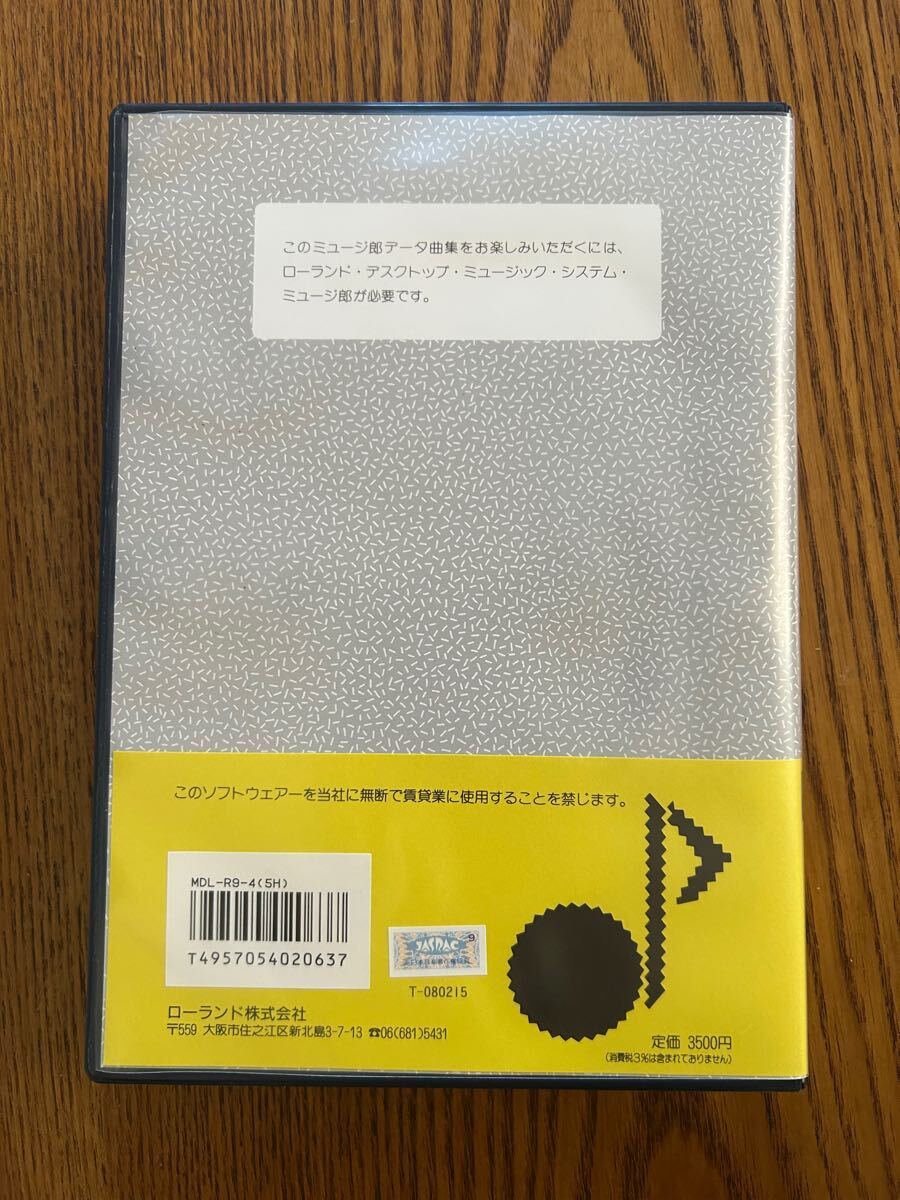 このミュージ郎データ曲集をお楽しみいただくには、
ローランド・デスクトップ・ミュージック・システム・
ミュージ郎が必要です。
このソフトウェアーを当社に無断で賃貸業に使用することを禁じます。
MDL-R9-4(5H)
T4957054020637
JASRAC
9
T-080215
ローランド株式会社
〒559 大阪市住之江区新北島3-7-13 ☎06(681)5431
定価 3500円
(消費税3%は含まれておりません)